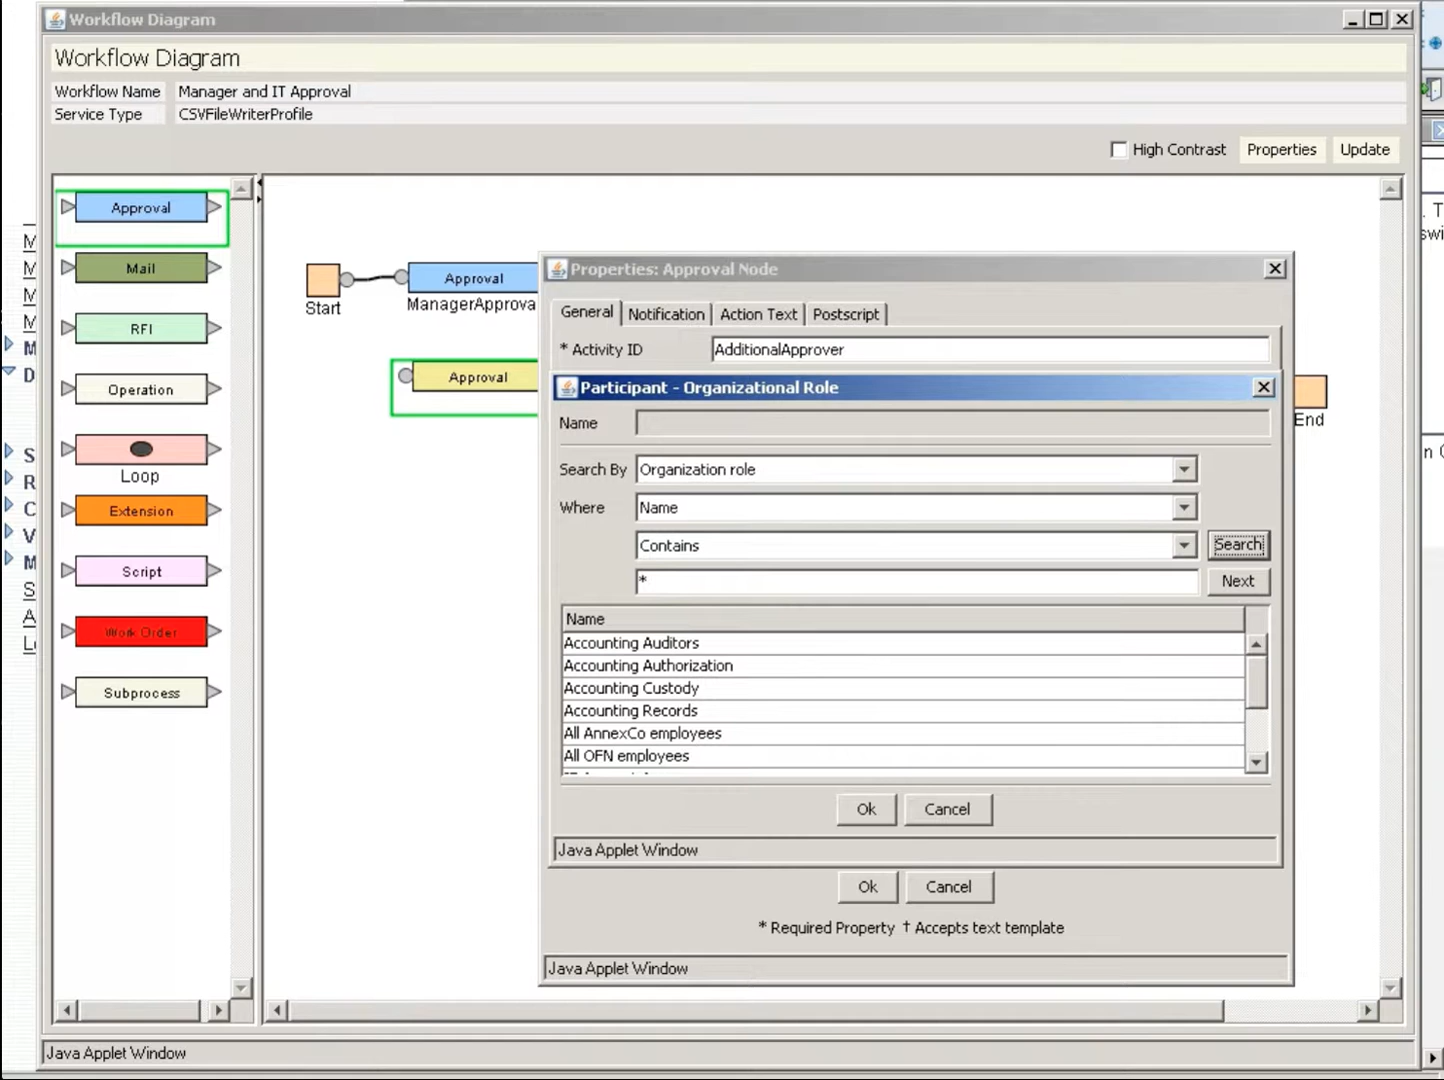 Workflow Diagram
Workflow Diagram
Workflow Name Manager and IT Approval
Service Type CSVFileWriterProfile
High Contrast Properties Update
Approval
Mail
RFI
Operation
Loop
Extension
Script
Work Order
Subprocess
Start
Approval
ManagerApprova
Approval
End
Properties: Approval Node
General Notification Action Text Postscript
* Activity ID AdditionalApprover
Participant - Organizational Role
Name
Search By Organization role
Where Name
Contains Search
* Next
Name
Accounting Auditors
Accounting Authorization
Accounting Custody
Accounting Records
All AnnexCo employees
All OFN employees
Ok Cancel
Java Applet Window
Ok Cancel
* Required Property † Accepts text template
Java Applet Window
Java Applet Window
M
M
M
M
M
D
S
R
C
V
M
S
A
L
. T
swi
n